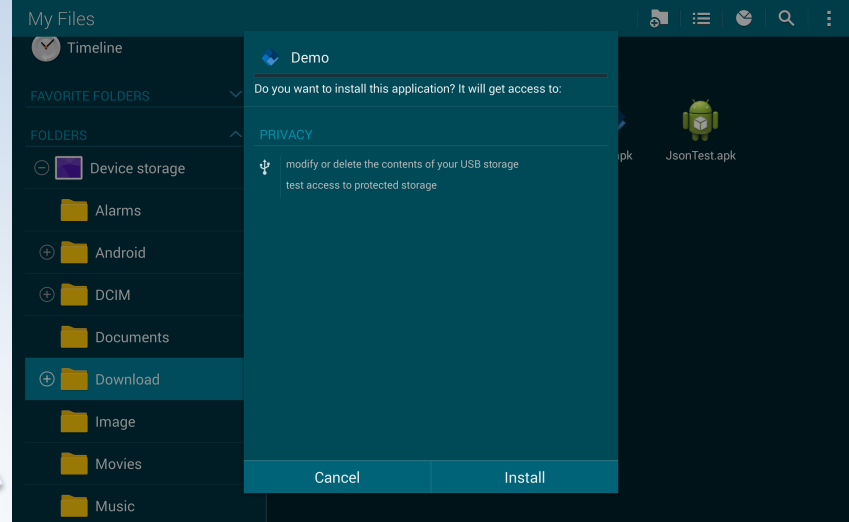 My Files
Timeline
FAVORITE FOLDERS
FOLDERS
Device storage
Alarms
Android
DCIM
Documents
Download
Image
Movies
Music
Demo
Do you want to install this application? It will get access to:
PRIVACY
modify or delete the contents of your USB storage
test access to protected storage
Cancel
Install
pk
JsonTest.apk